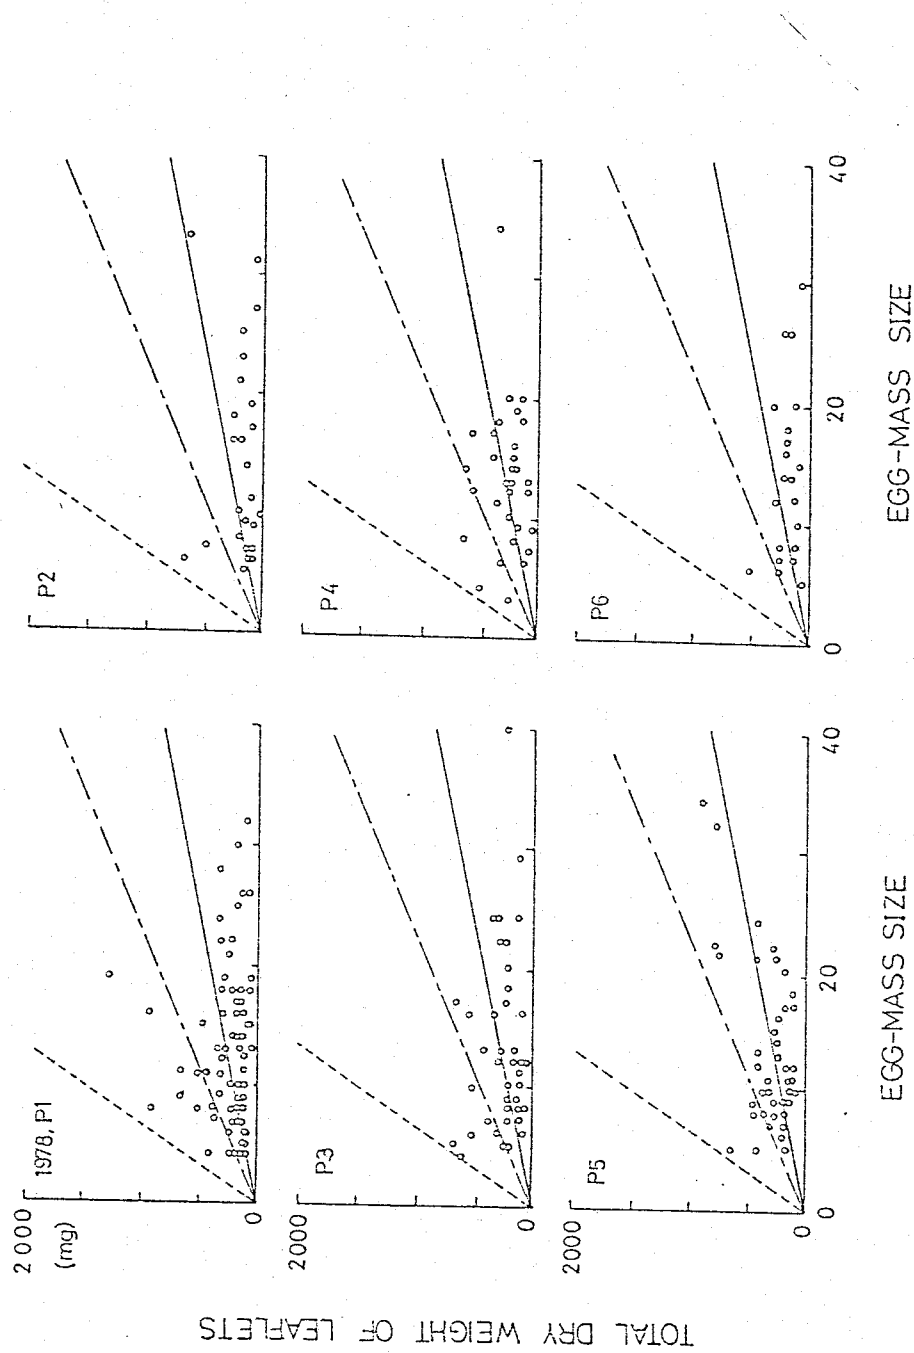 TOTAL DRY WEIGHT OF LEAFLETS
2000
(mg)
0
1978, P1
P2
2000
0
P3
P4
2000
0
P5
P6
0
20
40
0
20
40
EGG-MASS SIZE
EGG-MASS SIZE